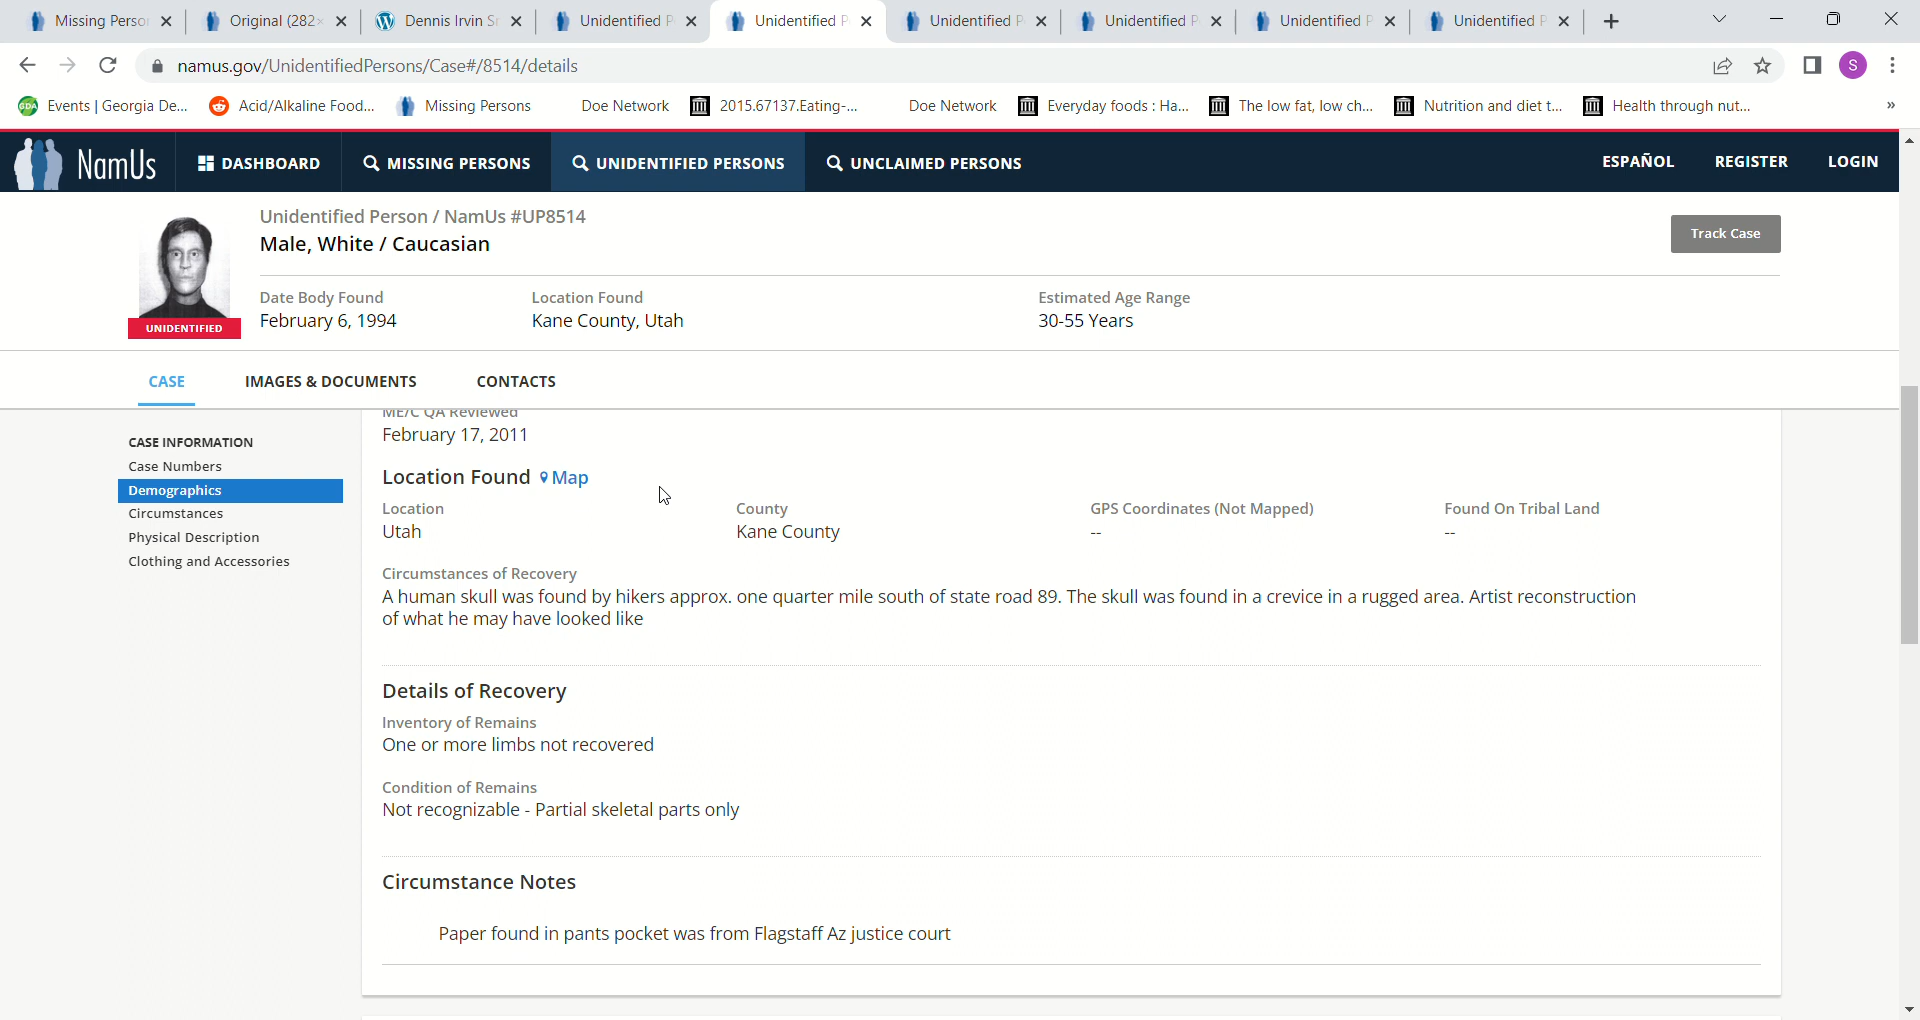 Missing Perso
Original (282×
Dennis Irvin S
Unidentified P
Unidentified P
Unidentified P
Unidentified P
Unidentified P
Unidentified P
namus.gov/UnidentifiedPersons/Case#/8514/details
S
GDA
Events | Georgia De...
Acid/Alkaline Food...
Missing Persons
Doe Network
2015.67137.Eating-...
Doe Network
Everyday foods : Ha...
The low fat, low ch...
Nutrition and diet t...
Health through nut...
»
NamUs
DASHBOARD
MISSING PERSONS
UNIDENTIFIED PERSONS
UNCLAIMED PERSONS
ESPAÑOL
REGISTER
LOGIN
Unidentified Person / NamUs #UP8514
Male, White / Caucasian
Track Case
UNIDENTIFIED
Date Body Found
February 6, 1994
Location Found
Kane County, Utah
Estimated Age Range
30-55 Years
CASE
IMAGES & DOCUMENTS
CONTACTS
CASE INFORMATION
Case Numbers
Demographics
Circumstances
Physical Description
Clothing and Accessories
ME/C QA Reviewed
February 17, 2011
Location Found Map
Location
Utah
County
Kane County
GPS Coordinates (Not Mapped)
--
Found On Tribal Land
--
Circumstances of Recovery
A human skull was found by hikers approx. one quarter mile south of state road 89. The skull was found in a crevice in a rugged area. Artist reconstruction
of what he may have looked like
Details of Recovery
Inventory of Remains
One or more limbs not recovered
Condition of Remains
Not recognizable - Partial skeletal parts only
Circumstance Notes
Paper found in pants pocket was from Flagstaff Az justice court